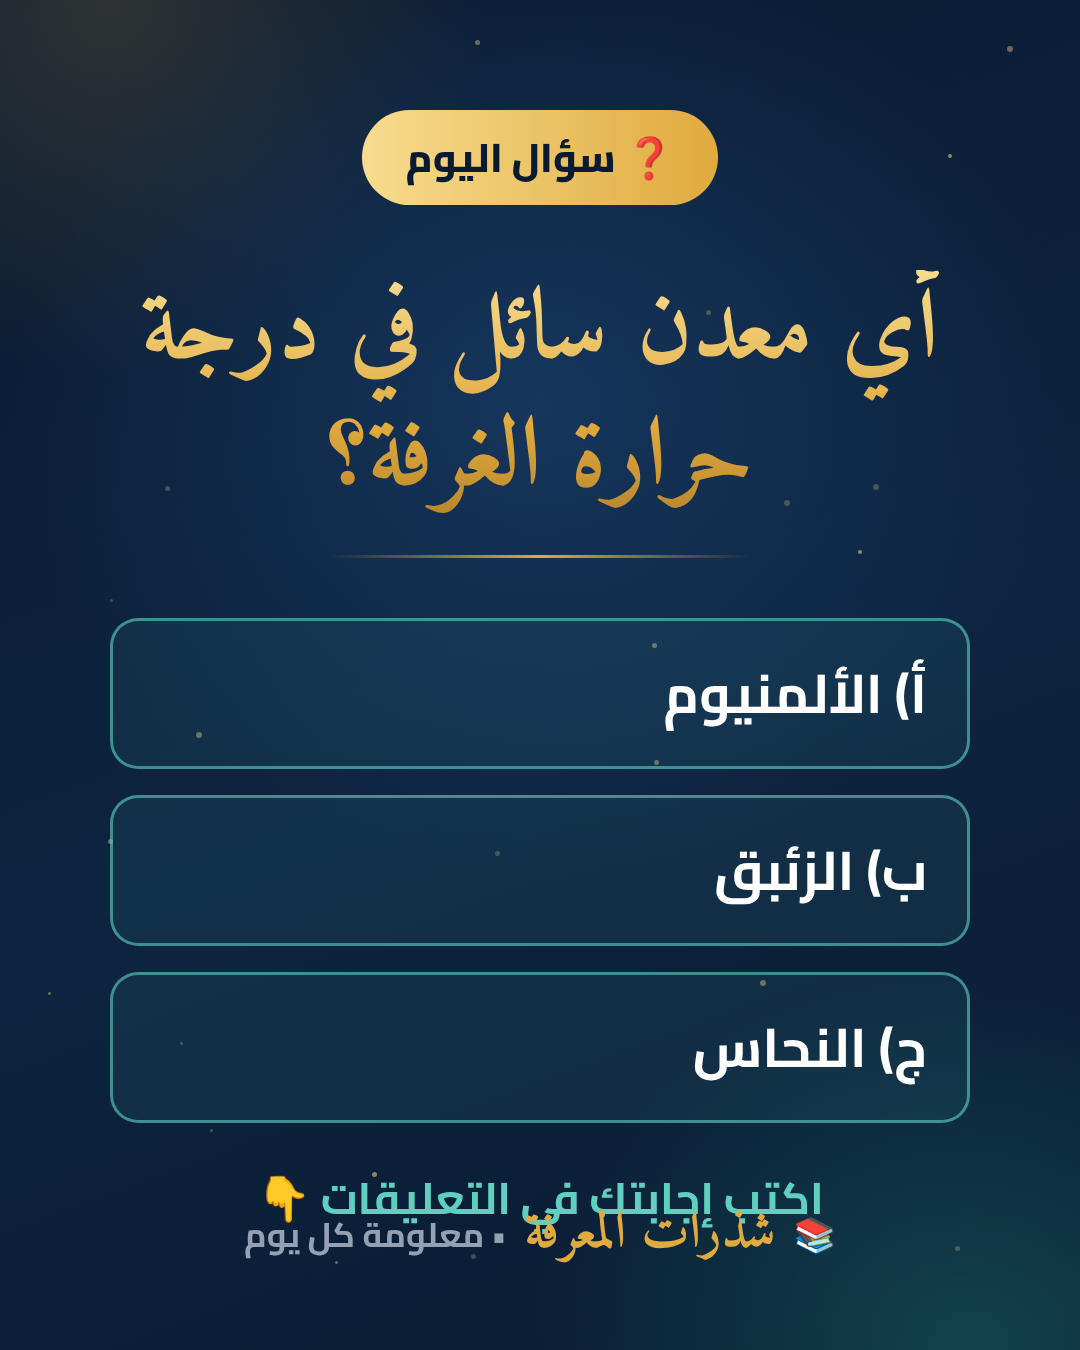 ❓ سؤال اليوم
أي معدن سائل في درجة
حرارة الغرفة؟
أ) الألمنيوم
ب) الزئبق
ج) النحاس
اكتب إجابتك في التعليقات 👇
📚 شذرات المعرفة ▪ معلومة كل يوم